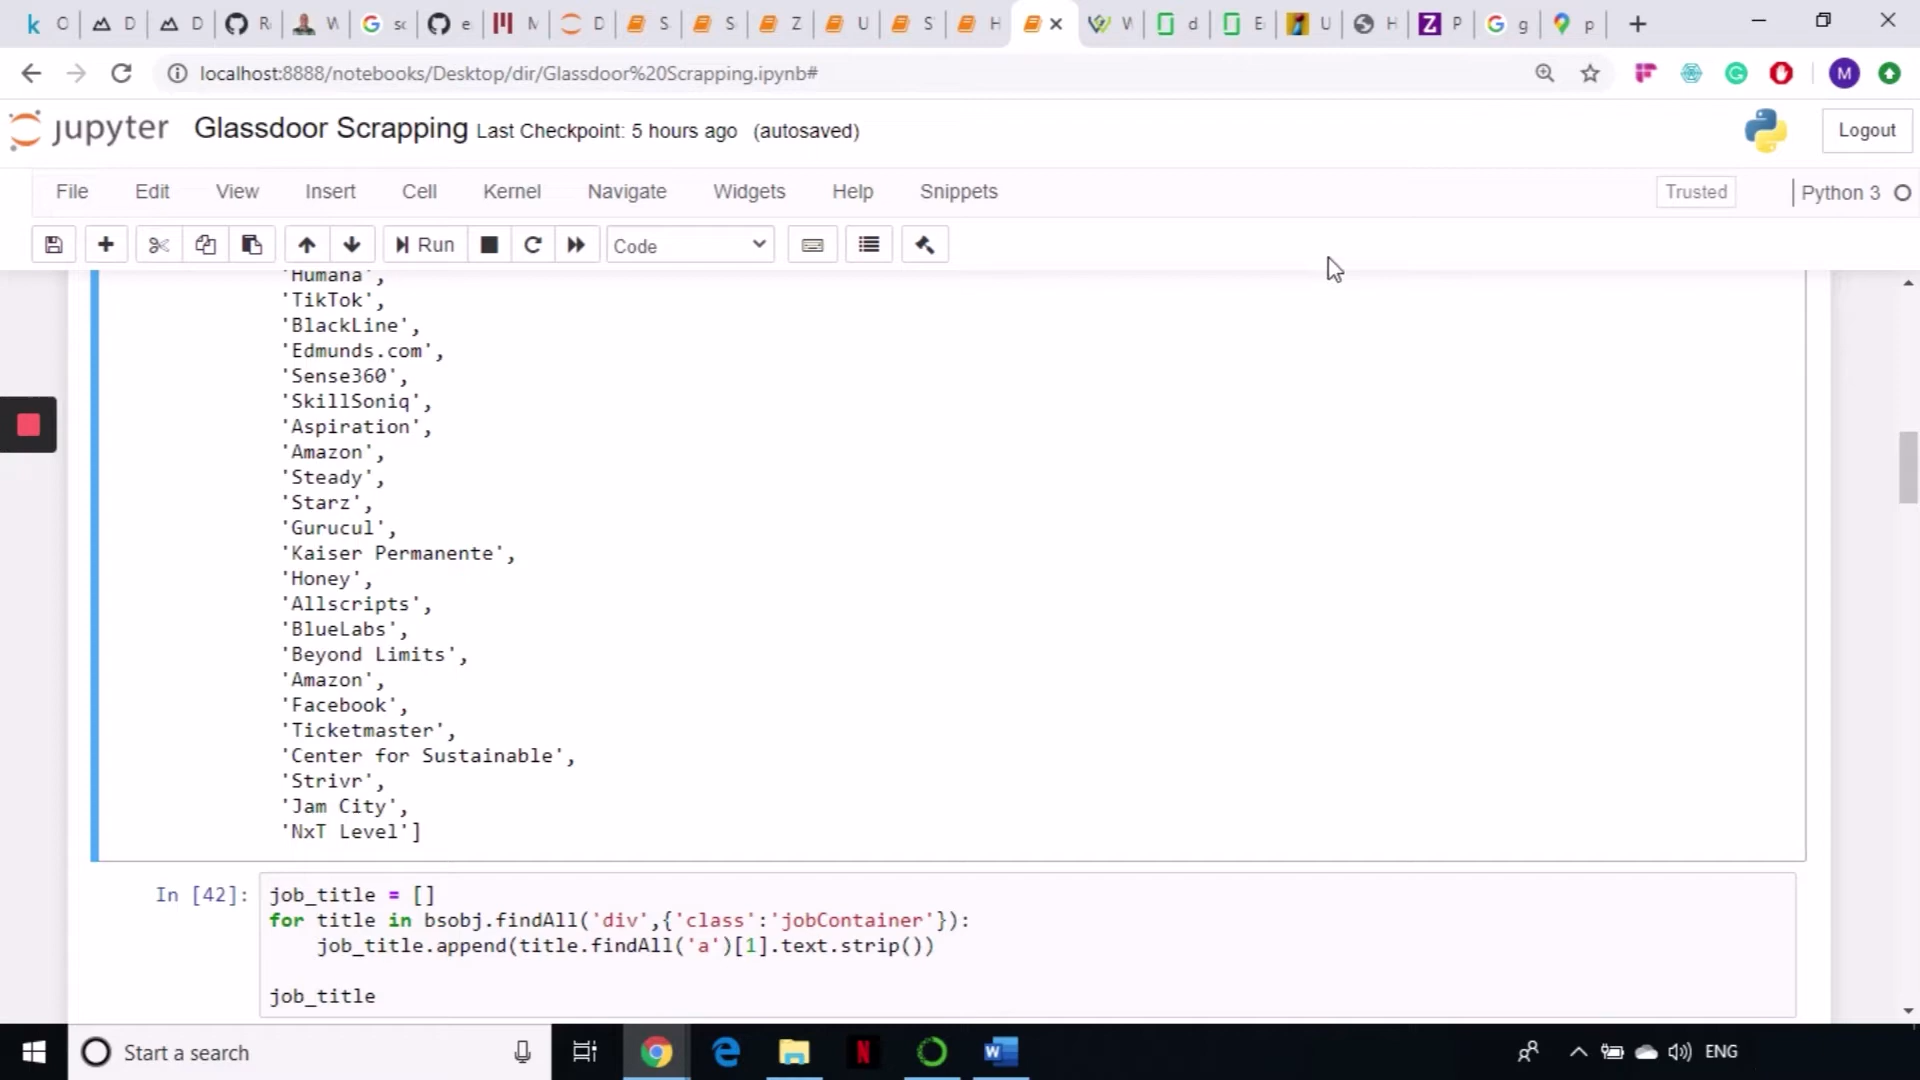 k O D D R W sc e M D S S Z U S H W d E U H P g p
localhost:8888/notebooks/Desktop/dir/Glassdoor%20Scrapping.ipynb#
M
jupyter Glassdoor Scrapping Last Checkpoint: 5 hours ago (autosaved)
Logout
File Edit View Insert Cell Kernel Navigate Widgets Help Snippets
Trusted Python 3
Run Code
'Humana',
'TikTok',
'BlackLine',
'Edmunds.com',
'Sense360',
'SkillSoniq',
'Aspiration',
'Amazon',
'Steady',
'Starz',
'Gurucul',
'Kaiser Permanente',
'Honey',
'Allscripts',
'BlueLabs',
'Beyond Limits',
'Amazon',
'Facebook',
'Ticketmaster',
'Center for Sustainable',
'Strivr',
'Jam City',
'NxT Level']
In [42]:
job_title = []
for title in bsobj.findAll('div',{'class':'jobContainer'}):
job_title.append(title.findAll('a')[1].text.strip())
job_title
Start a search
ENG